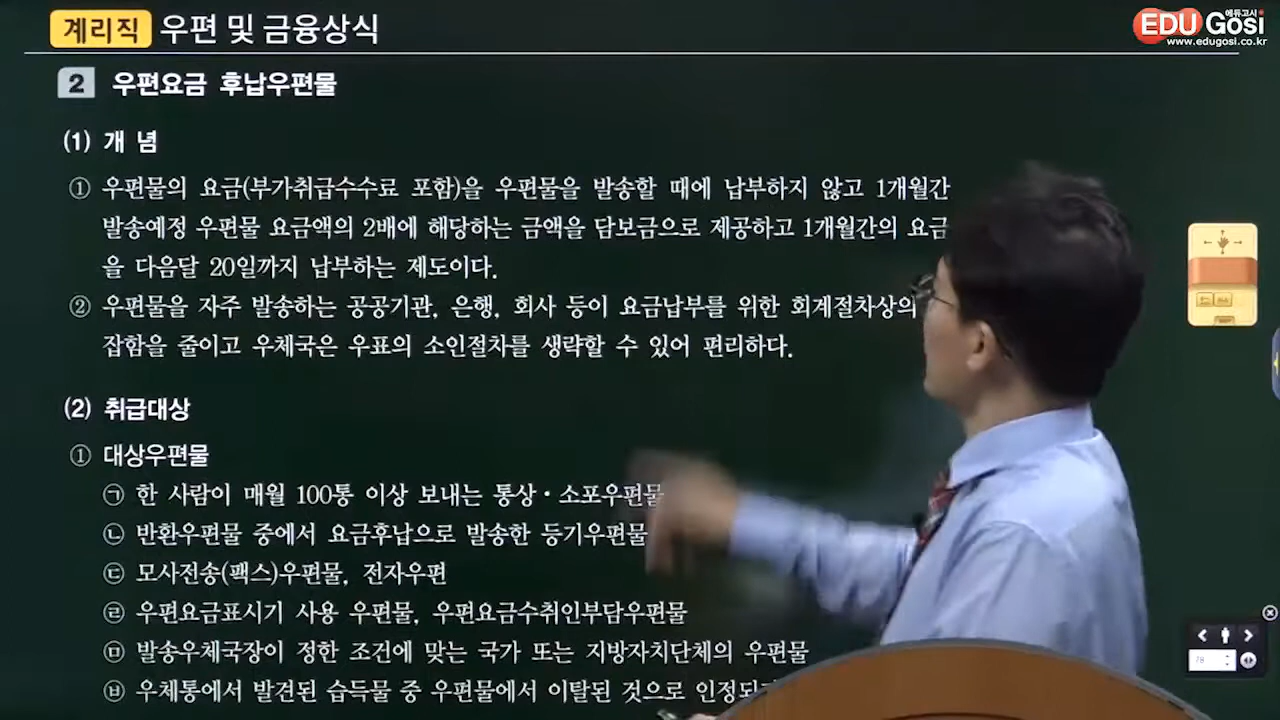 계리직 우편 및 금융상식
에듀고시
EDU Gosi
www.edugosi.co.kr
2 우편요금 후납우편물
(1) 개 념
① 우편물의 요금(부가취급수수료 포함)을 우편물을 발송할 때에 납부하지 않고 1개월간
발송예정 우편물 요금액의 2배에 해당하는 금액을 담보금으로 제공하고 1개월간의 요금
을 다음달 20일까지 납부하는 제도이다.
② 우편물을 자주 발송하는 공공기관, 은행, 회사 등이 요금납부를 위한 회계절차상의
잡함을 줄이고 우체국은 우표의 소인절차를 생략할 수 있어 편리하다.
(2) 취급대상
① 대상우편물
㉠ 한 사람이 매월 100통 이상 보내는 통상·소포우편물
㉡ 반환우편물 중에서 요금후납으로 발송한 등기우편물
㉢ 모사전송(팩스)우편물, 전자우편
㉣ 우편요금표시기 사용 우편물, 우편요금수취인부담우편물
㉤ 발송우체국장이 정한 조건에 맞는 국가 또는 지방자치단체의 우편물
㉥ 우체통에서 발견된 습득물 중 우편물에서 이탈된 것으로
78